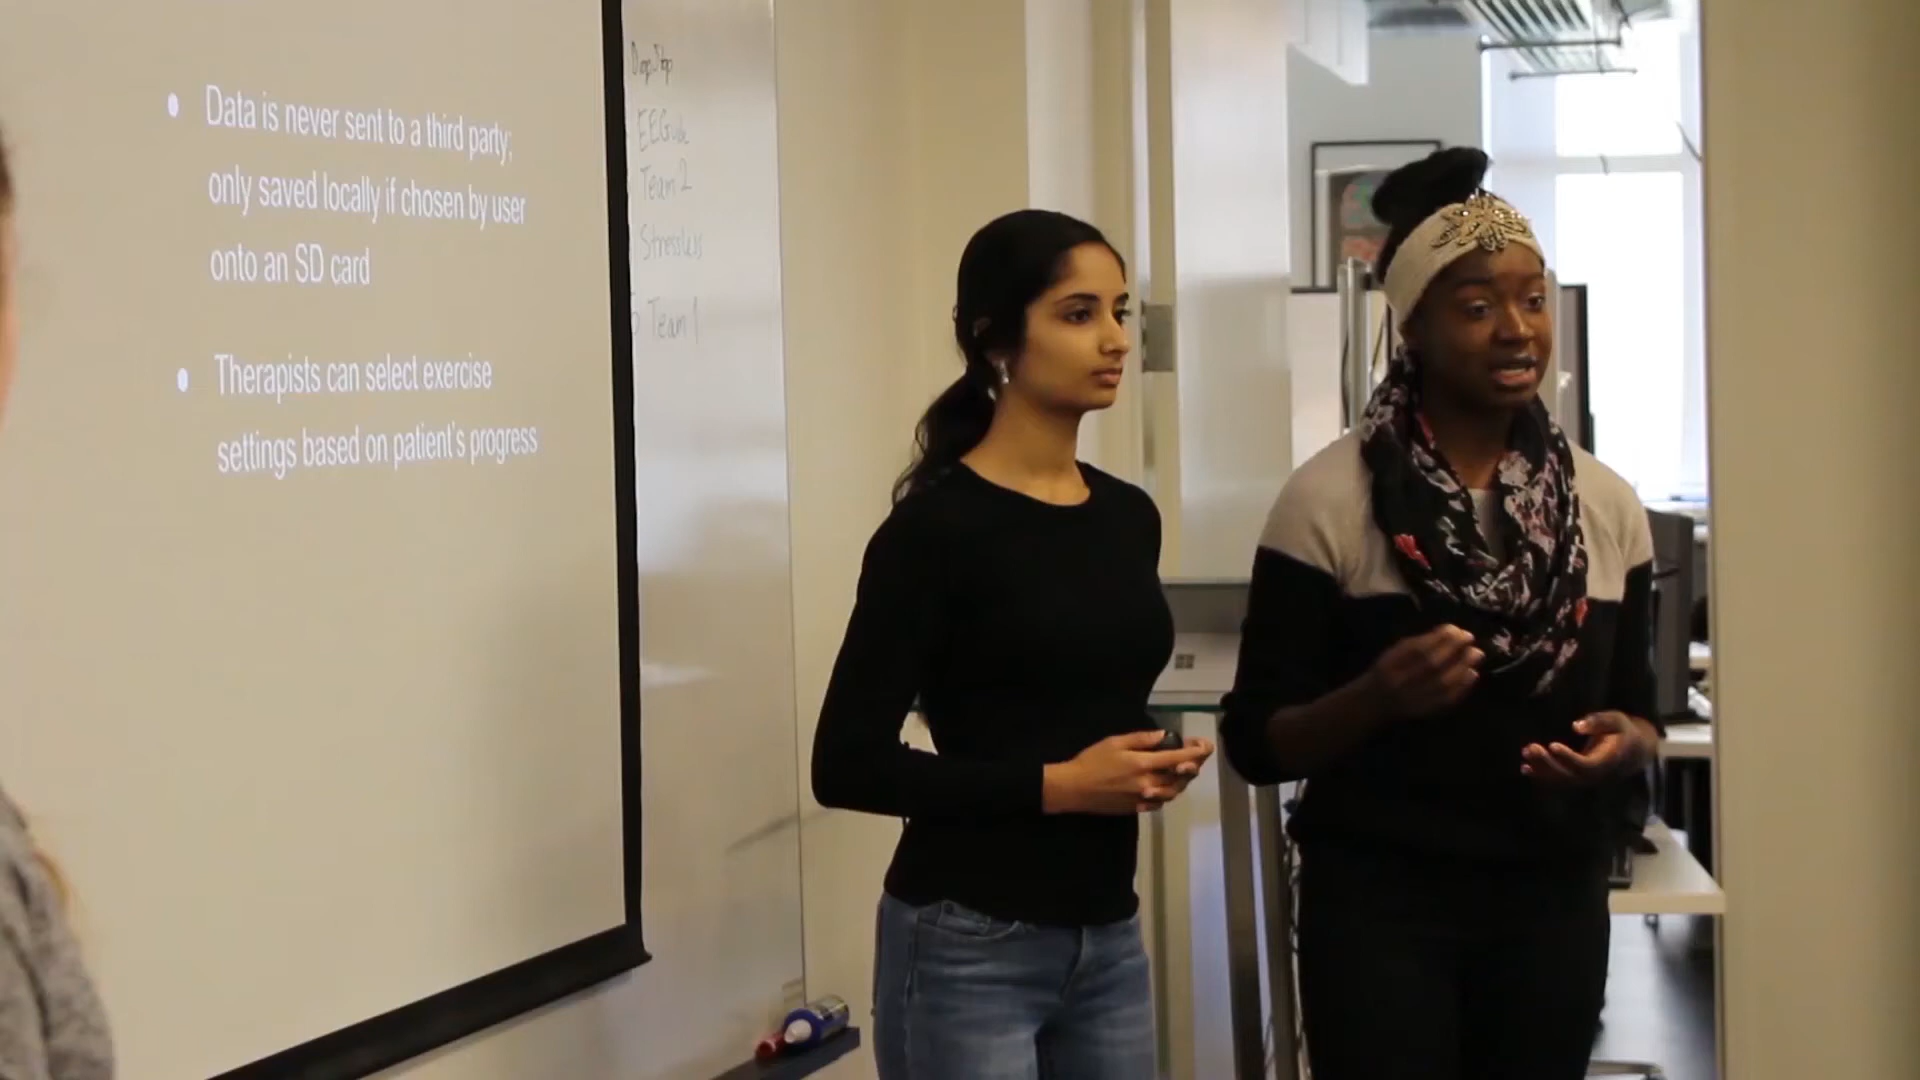 • Data is never sent to a third party;
only saved locally if chosen by user
onto an SD card
• Therapists can select exercise
settings based on patient's progress
EEGuide
Team 2
Stressless
5 Team 1